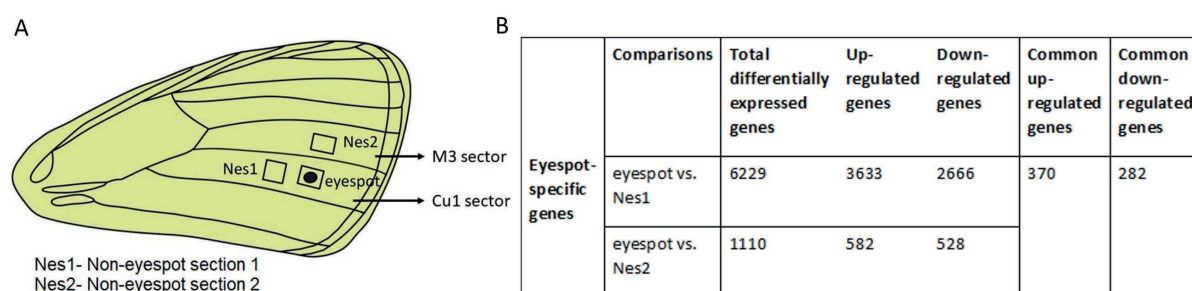 A
Nes2
M3 sector
Nes1
eyespot
Cu1 sector
Nes1- Non-eyespot section 1
Nes2- Non-eyespot section 2
B
Comparisons
Total differentially expressed genes
Up-regulated genes
Down-regulated genes
Common up-regulated genes
Common down-regulated genes
Eyespot-specific genes
eyespot vs. Nes1
6229
3633
2666
370
282
eyespot vs. Nes2
1110
582
528